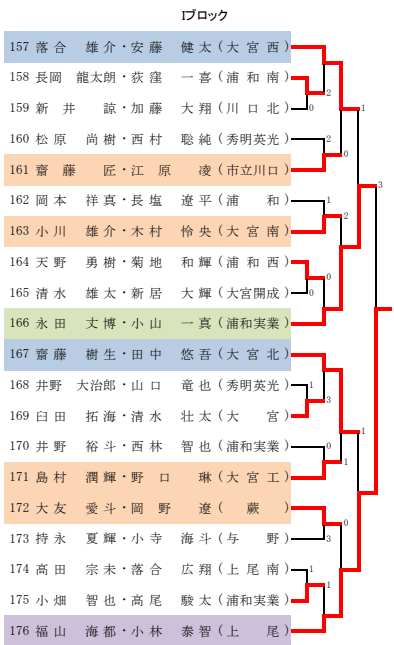 Iブロック
157 落合 雄介・安藤 健太(大宮西)
158 長岡 龍太朗・荻窪 一喜(浦和南)
159 新井 諒・加藤 大翔(川口北)
160 松原 尚樹・西村 聡純(秀明英光)
161 齋藤 匠・江原 凌(市立川口)
162 岡本 祥真・長塩 遼平(浦和)
163 小川 雄介・木村 怜央(大宮南)
164 天野 勇樹・菊地 和輝(浦和西)
165 清水 雄太・新居 大輝(大宮開成)
166 永田 丈博・小山 一真(浦和実業)
167 齋藤 樹生・田中 悠吾(大宮北)
168 井野 大治郎・山口 竜也(秀明英光)
169 臼田 拓海・清水 壮太(大宮)
170 井野 裕斗・西林 智也(浦和実業)
171 島村 潤輝・野口 琳(大宮工)
172 大友 愛斗・岡野 遼(蕨)
173 持永 夏輝・小寺 海斗(与野)
174 高田 宗未・落合 広翔(上尾南)
175 小畑 智也・高尾 駿太(浦和実業)
176 福山 海都・小林 泰智(上尾)
2
0
1
2
0
3
1
2
0
0
1
3
1
0
1
0
3
1
1